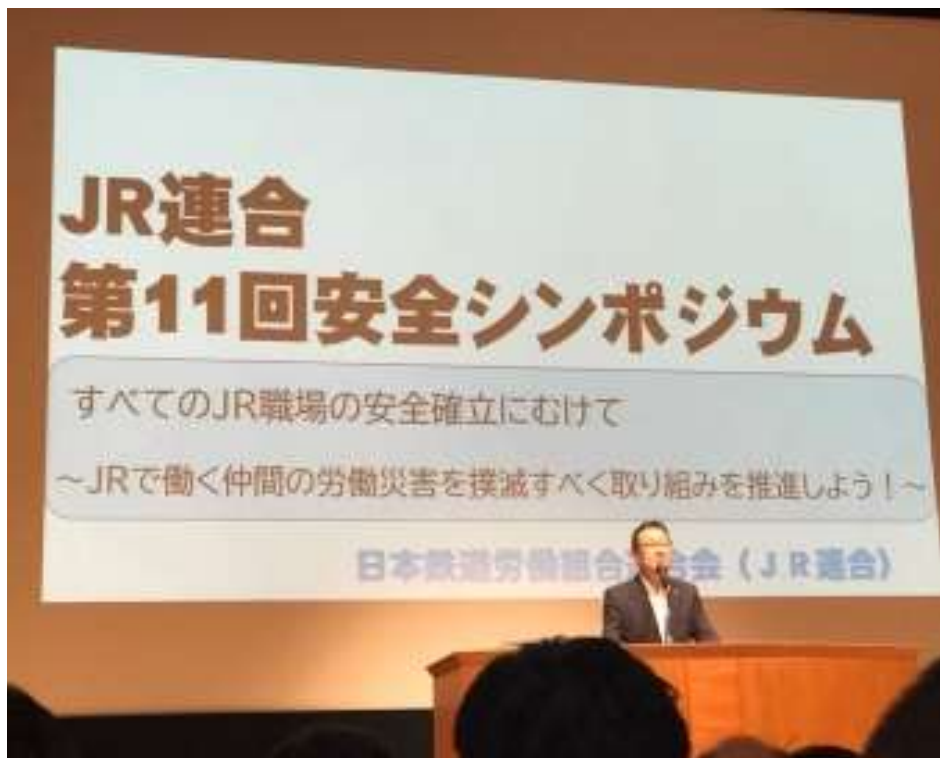 JR連合
第11回安全シンポジウム
すべてのJR職場の安全確立にむけて
~JRで働く仲間の労働災害を撲滅すべく取り組みを推進しよう!~
日本鉄道労働組合連合会(JR連合)